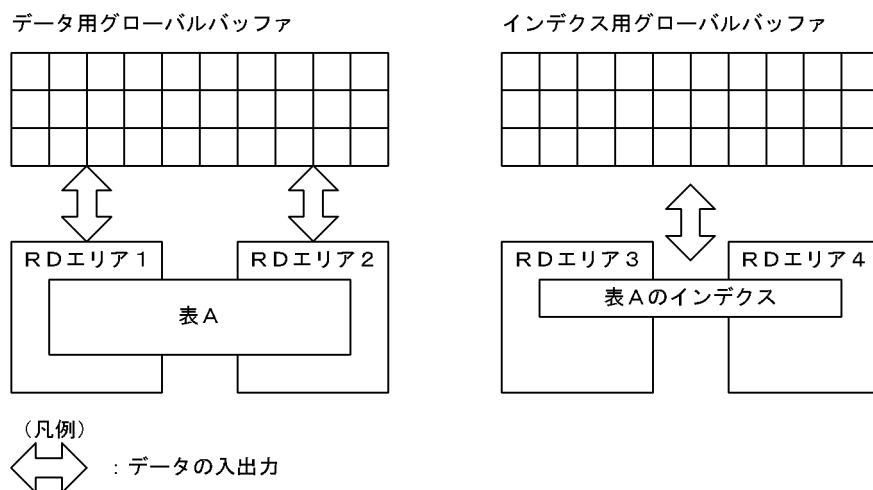 データ用グローバルバッファ
インデクス用グローバルバッファ
ＲＤエリア１
ＲＤエリア２
表Ａ
ＲＤエリア３
ＲＤエリア４
表Ａのインデクス
（凡例）
：データの入出力